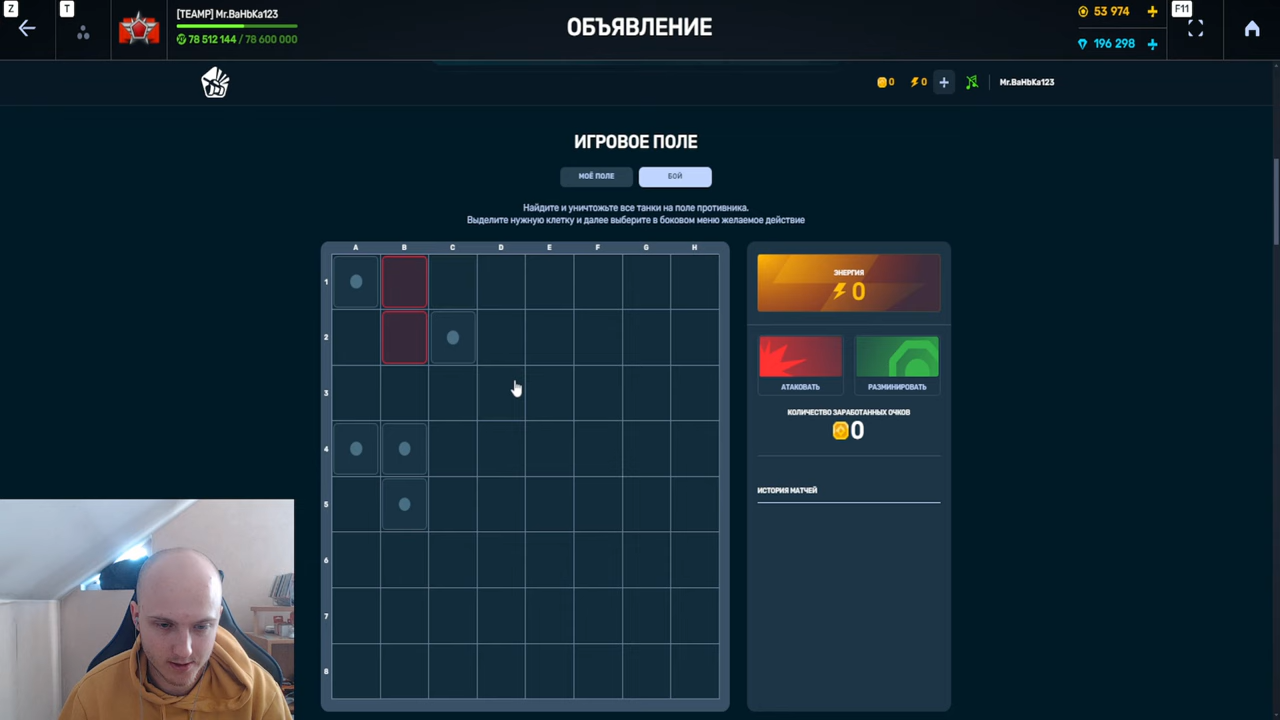 Z
T
[TEAMP] Mr.BaHbKa123
78 512 144 / 78 600 000
ОБЪЯВЛЕНИЕ
53 974
196 298
F11
0
0
Mr.BaHbKa123
ИГРОВОЕ ПОЛЕ
МОЁ ПОЛЕ
БОЙ
Найдите и уничтожьте все танки на поле противника.
Выделите нужную клетку и далее выберите в боковом меню желаемое действие
A B C D E F G H
1
2
3
4
5
6
7
8
ЭНЕРГИЯ
0
АТАКОВАТЬ
РАЗМИНИРОВАТЬ
КОЛИЧЕСТВО ЗАРАБОТАННЫХ ОЧКОВ
0
ИСТОРИЯ МАТЧЕЙ